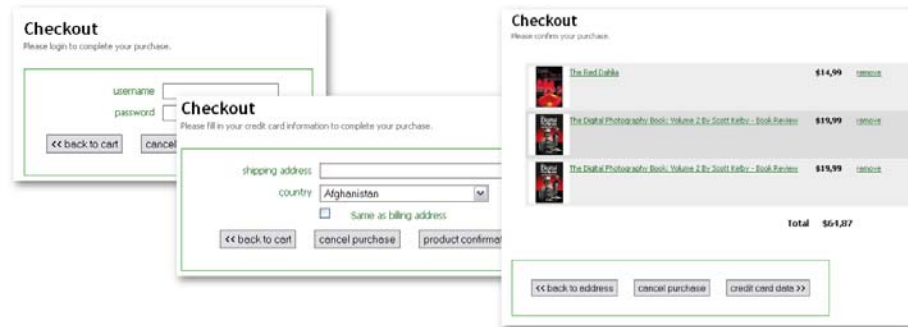 Checkout
Please login to complete your purchase.
username
password
<< back to cart
cancel
Checkout
Please fill in your credit card information to complete your purchase.
shipping address
country
Afghanistan
Same as billing address
<< back to cart
cancel purchase
product confirmat
Checkout
Please confirm your purchase.
The Red Dahlia
$14,99
remove
The Digital Photography Book: Volume 2 By Scott Kelby - Book Review
$19,99
remove
The Digital Photography Book: Volume 2 By Scott Kelby - Book Review
$19,99
remove
Total $64,87
<< back to address
cancel purchase
credit card data >>